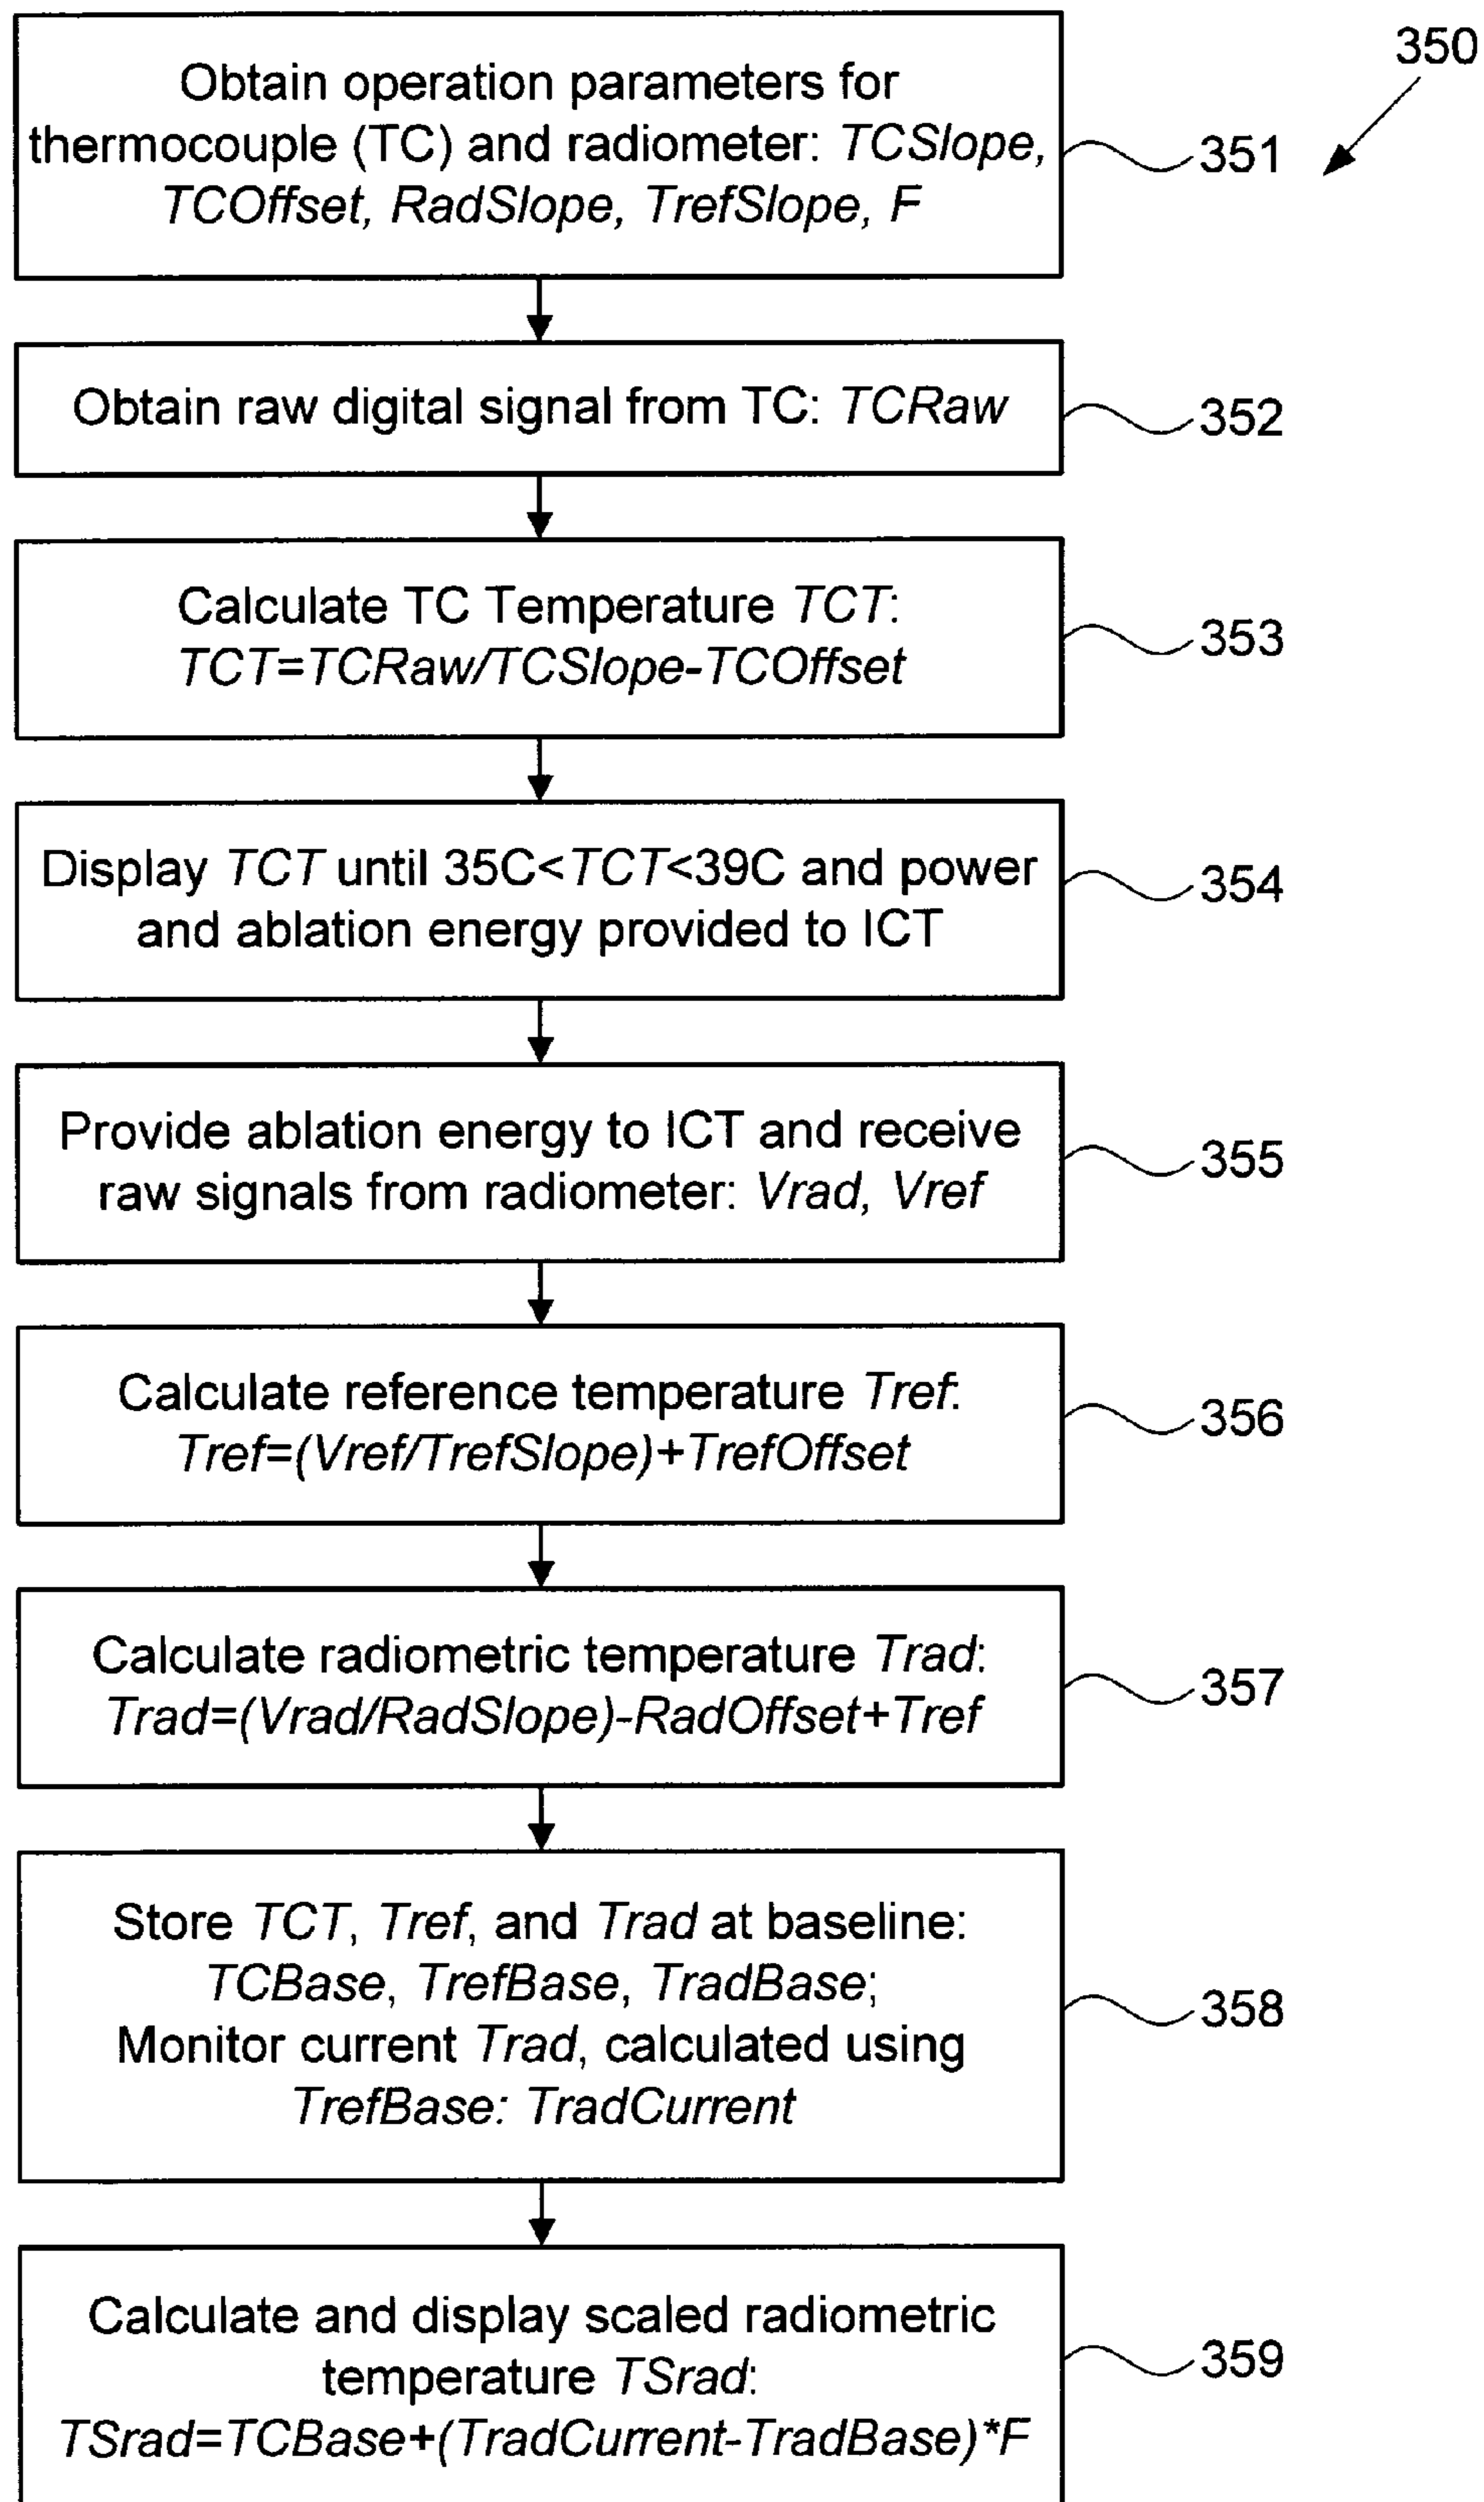 350
Obtain operation parameters for
thermocouple (TC) and radiometer: TCSlope,
TCOffset, RadSlope, TrefSlope, F
351
Obtain raw digital signal from TC: TCRaw
352
Calculate TC Temperature TCT:
TCT=TCRaw/TCSlope-TCOffset
353
Display TCT until 35C<TCT<39C and power
and ablation energy provided to ICT
354
Provide ablation energy to ICT and receive
raw signals from radiometer: Vrad, Vref
355
Calculate reference temperature Tref:
Tref=(Vref/TrefSlope)+TrefOffset
356
Calculate radiometric temperature Trad:
Trad=(Vrad/RadSlope)-RadOffset+Tref
357
Store TCT, Tref, and Trad at baseline:
TCBase, TrefBase, TradBase;
Monitor current Trad, calculated using
TrefBase: TradCurrent
358
Calculate and display scaled radiometric
temperature TSrad:
TSrad=TCBase+(TradCurrent-TradBase)*F
359